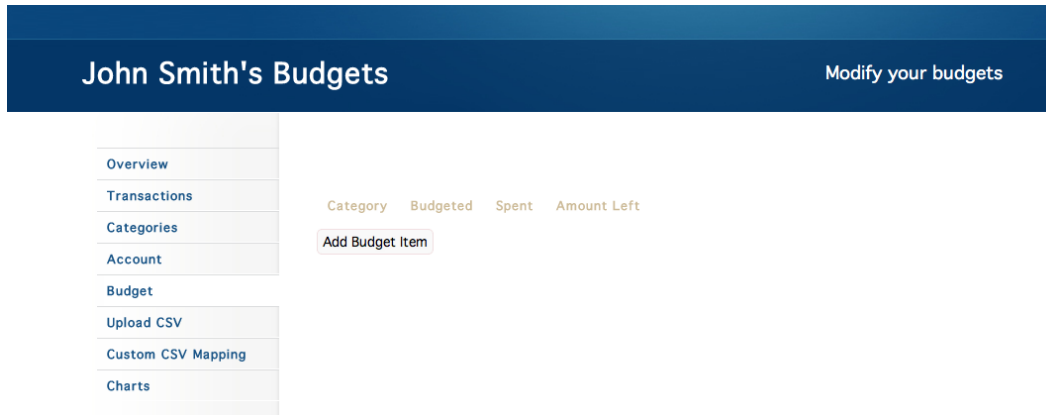 John Smith's Budgets
Modify your budgets
Overview
Transactions
Categories
Account
Budget
Upload CSV
Custom CSV Mapping
Charts
Category Budgeted Spent Amount Left
Add Budget Item